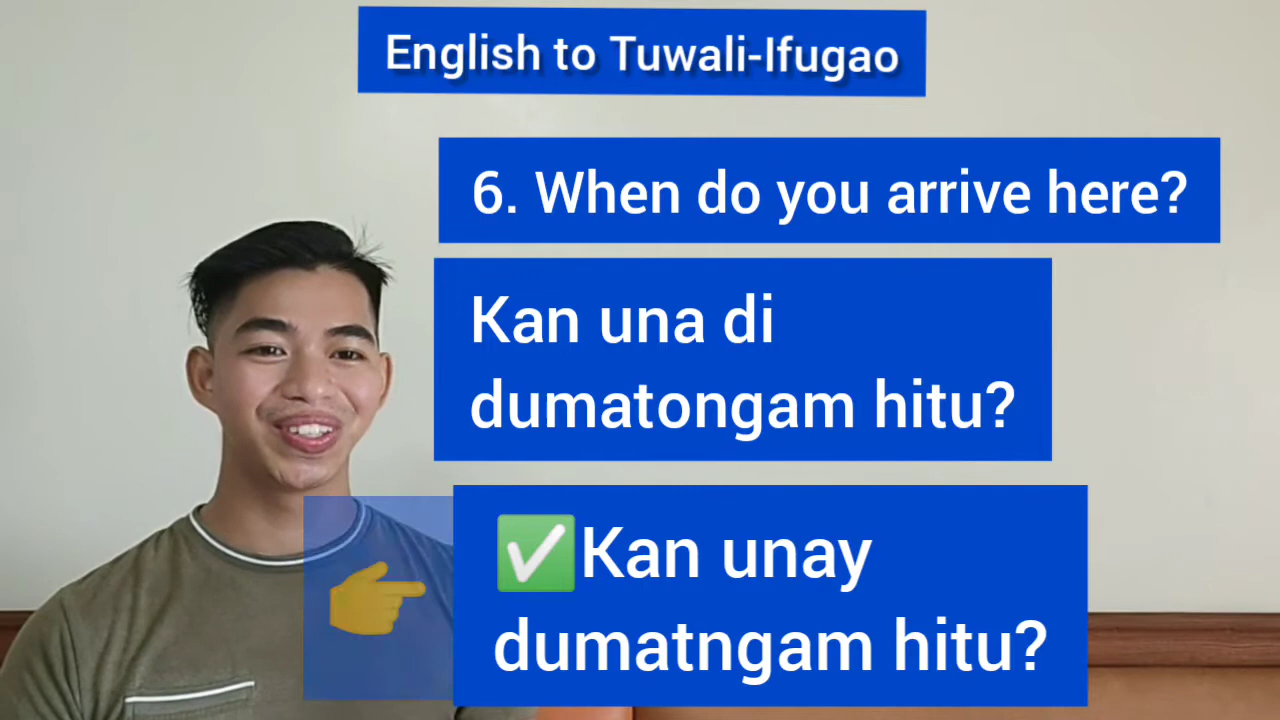 English to Tuwali-Ifugao
6. When do you arrive here?
Kan una di
dumatongam hitu?
✅Kan unay
dumatngam hitu?